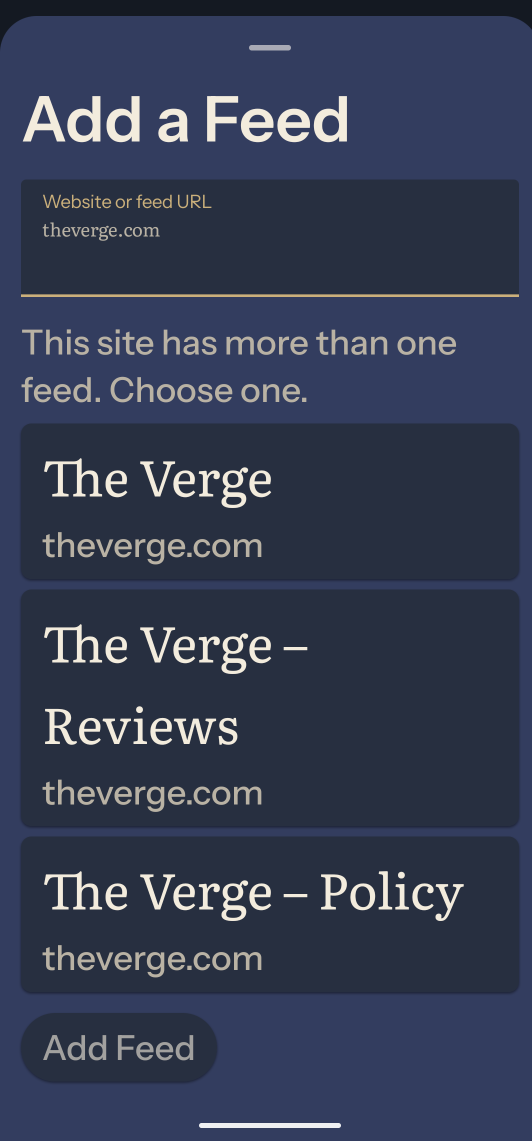 Add a Feed
Website or feed URL
theverge.com
This site has more than one
feed. Choose one.
The Verge
theverge.com
The Verge –
Reviews
theverge.com
The Verge – Policy
theverge.com
Add Feed